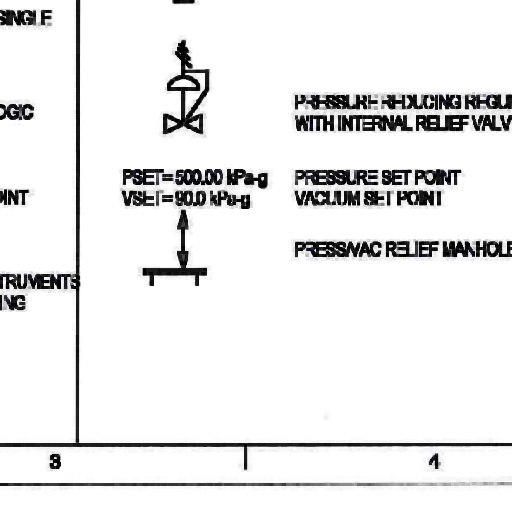 SINGLE
OGIC
OINT
TRUMENTS
ING
PRESSURE REDUCING REGU
WITH INTERNAL RELIEF VALV
PSET= 500.00 kPa-g
VSET= 90.0 kPa-g
PRESSURE SET POINT
VACUUM SET POINT
PRESS/VAC RELIEF MANHOLE
3
4